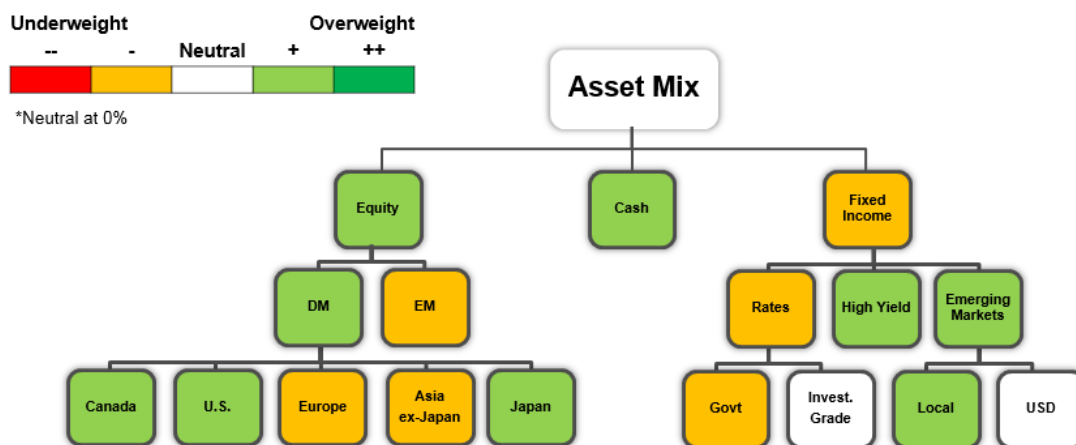 Underweight Overweight
-- - Neutral + ++
*Neutral at 0%
Asset Mix
Equity
Cash
Fixed
Income
DM
EM
Rates
High Yield
Emerging
Markets
Canada
U.S.
Europe
Asia
ex-Japan
Japan
Govt
Invest.
Grade
Local
USD